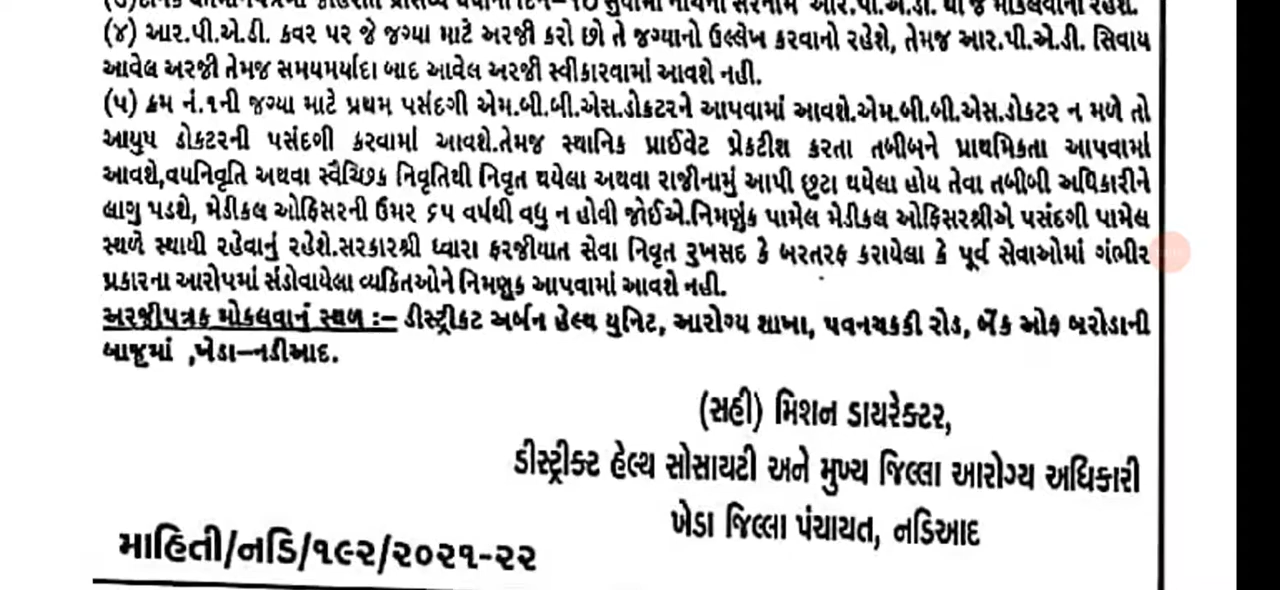 (૪) આર.પી.એ.ડી. કવર પર જે જગ્યા માટે અરજી કરો છો તે જગ્યાનો ઉલ્લેખ કરવાનો રહેશે, તેમજ આર.પી.એ.ડી. સિવાય
આવેલ અરજી તેમજ સમયમર્યાદા બાદ આવેલ અરજી સ્વીકારવામાં આવશે નહી.
(૫) ક્રમ નં.૧ની જગ્યા માટે પ્રથમ પસંદગી એમ.બી.બી.એસ.ડોકટરને આપવામાં આવશે.એમ.બી.બી.એસ.ડોકટર ન મળે તો
આયુષ ડોકટરની પસંદગી કરવામાં આવશે.તેમજ સ્થાનિક પ્રાઈવેટ પ્રેકટીશ કરતા તબીબને પ્રાથમિકતા આપવામાં
આવશે,વયનિવૃતિ અથવા સ્વૈચ્છિક નિવૃતિથી નિવૃત થયેલા અથવા રાજીનામું આપી છુટા થયેલા હોય તેવા તબીબી અધિકારીને
લાગુ પડશે, મેડીકલ ઓફિસરની ઉંમર ૬૫ વર્ષથી વધુ ન હોવી જોઈએ.નિમણુંક પામેલ મેડીકલ ઓફિસરશ્રીએ પસંદગી પામેલ
સ્થળે સ્થાયી રહેવાનું રહેશે.સરકારશ્રી ધ્વારા ફરજીયાત સેવા નિવૃત રુખસદ કે બરતરફ કરાયેલા કે પૂર્વ સેવાઓમાં ગંભીર
પ્રકારના આરોપમાં સંડોવાયેલા વ્યકિતઓને નિમણુક આપવામાં આવશે નહી.
અરજીપત્રક મોકલવાનું સ્થળ :– ડીસ્ટ્રીકટ અર્બન હેલ્થ યુનિટ, આરોગ્ય શાખા, પવનચકકી રોડ, બેંક ઓફ બરોડાની
બાજૂમાં ,ખેડા–નડીઆદ.
(સહી) મિશન ડાયરેક્ટર,
ડીસ્ટ્રીક્ટ હેલ્થ સોસાયટી અને મુખ્ય જિલ્લા આરોગ્ય અધિકારી
ખેડા જિલ્લા પંચાયત, નડિઆદ
માહિતી/નડિ/૧૯૨/૨૦૨૧-૨૨